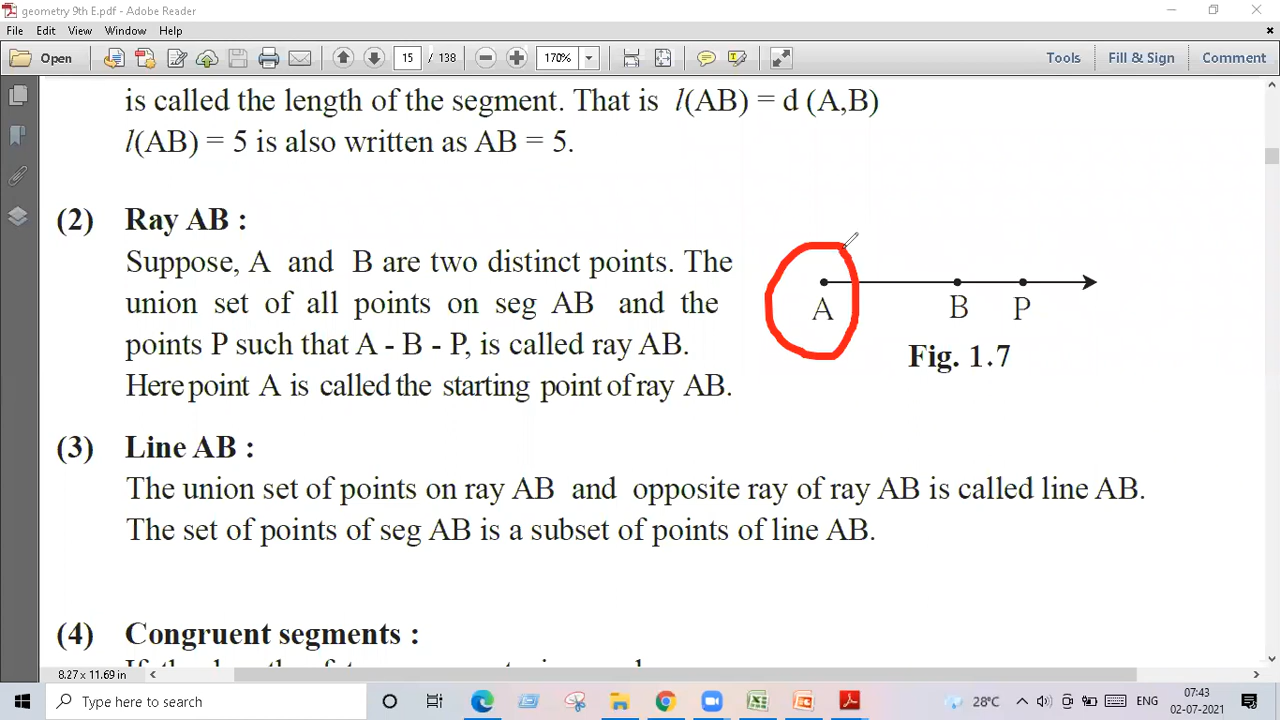 geometry 9th E.pdf - Adobe Reader
File Edit View Window Help
Open 15 / 138 170% Tools Fill & Sign Comment
is called the length of the segment. That is l(AB) = d (A,B)
l(AB) = 5 is also written as AB = 5.
(2) Ray AB :
Suppose, A and B are two distinct points. The
union set of all points on seg AB and the
points P such that A - B - P, is called ray AB.
Here point A is called the starting point of ray AB.
A B P
Fig. 1.7
(3) Line AB :
The union set of points on ray AB and opposite ray of ray AB is called line AB.
The set of points of seg AB is a subset of points of line AB.
(4) Congruent segments :
8.27 x 11.69 in
Type here to search
28°C ENG 07:43
02-07-2021